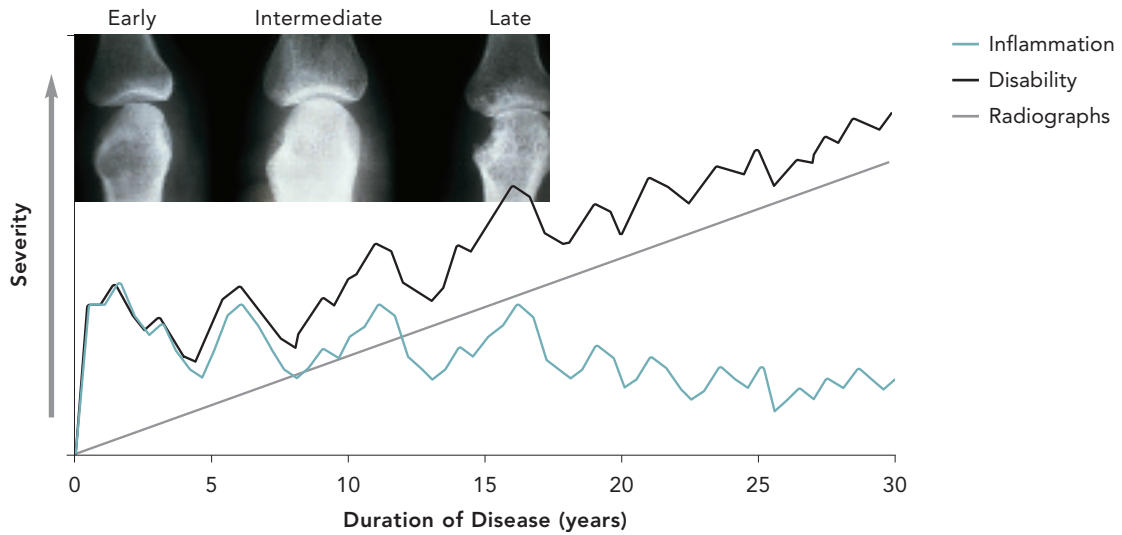 Early Intermediate Late
Inflammation
Disability
Radiographs
Severity
0 5 10 15 20 25 30
Duration of Disease (years)